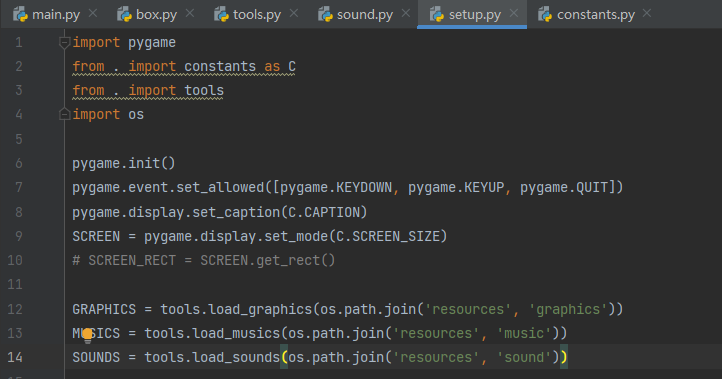 main.py box.py tools.py sound.py setup.py constants.py
1 import pygame
2 from . import constants as C
3 from . import tools
4 import os
5
6 pygame.init()
7 pygame.event.set_allowed([pygame.KEYDOWN, pygame.KEYUP, pygame.QUIT])
8 pygame.display.set_caption(C.CAPTION)
9 SCREEN = pygame.display.set_mode(C.SCREEN_SIZE)
10 # SCREEN_RECT = SCREEN.get_rect()
11
12 GRAPHICS = tools.load_graphics(os.path.join('resources', 'graphics'))
13 MUSICS = tools.load_musics(os.path.join('resources', 'music'))
14 SOUNDS = tools.load_sounds(os.path.join('resources', 'sound'))